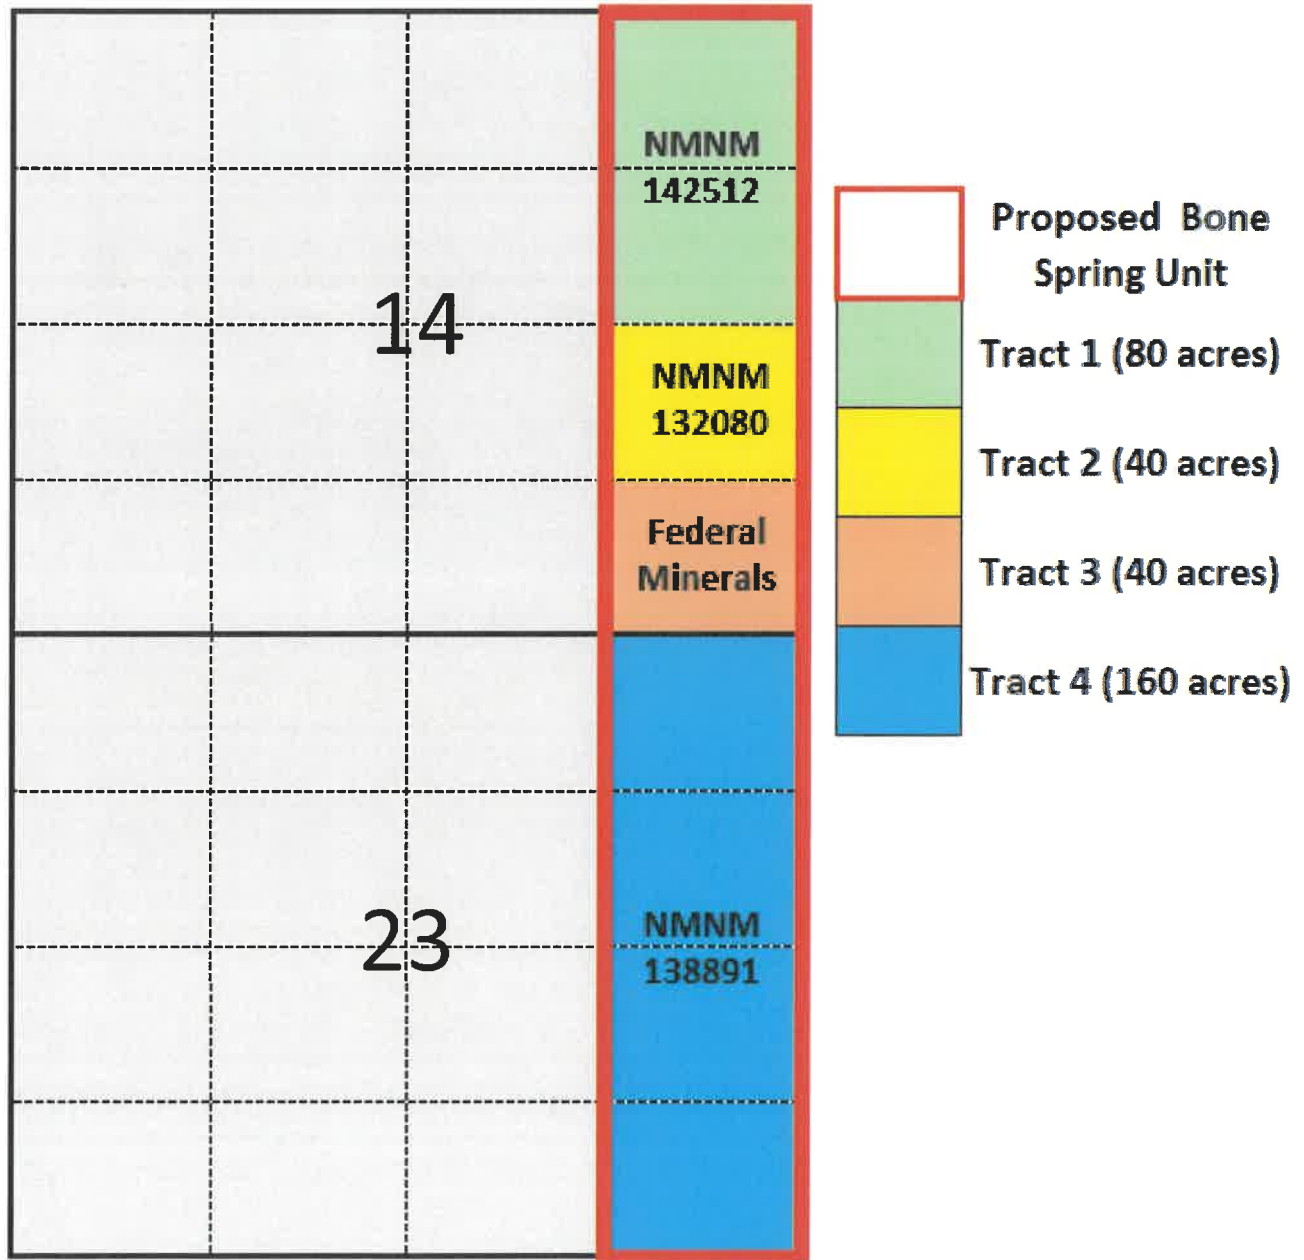 14
NMNM
142512
NMNM
132080
Federal
Minerals
23
NMNM
138891
Proposed Bone
Spring Unit
Tract 1 (80 acres)
Tract 2 (40 acres)
Tract 3 (40 acres)
Tract 4 (160 acres)